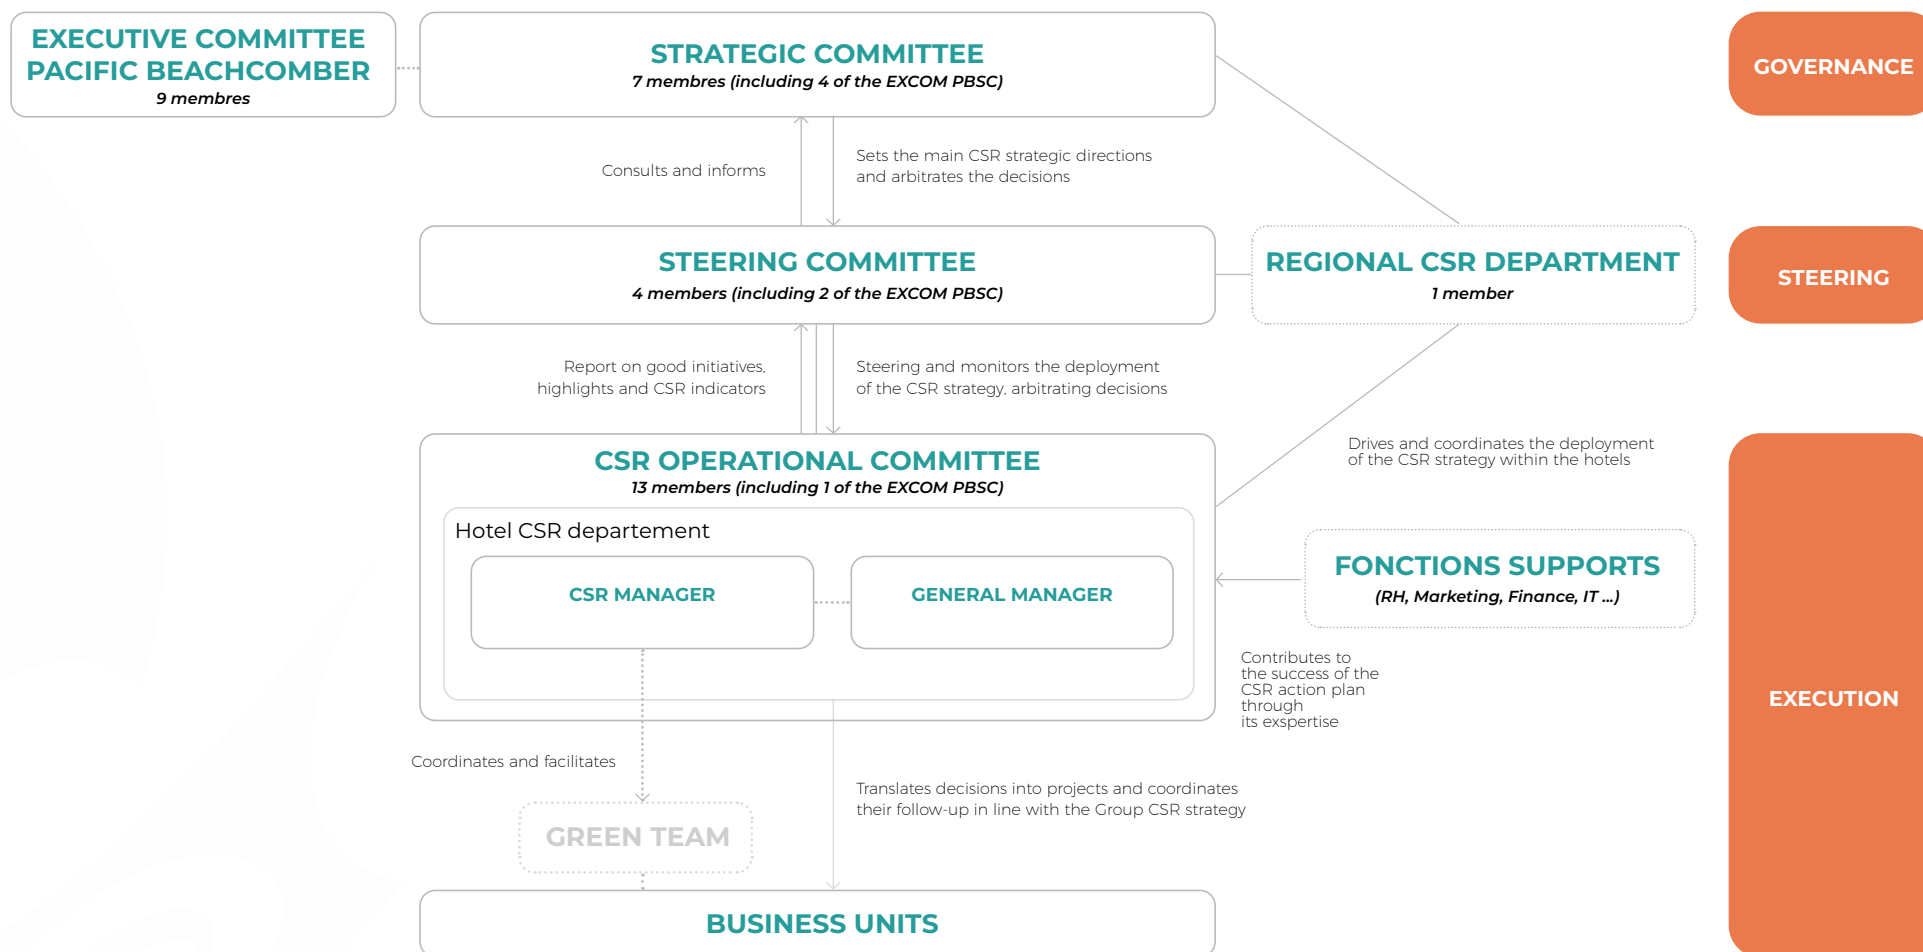 EXECUTIVE COMMITTEE
PACIFIC BEACHCOMBER
9 membres
STRATEGIC COMMITTEE
7 membres (including 4 of the EXCOM PBSC)
GOVERNANCE
Consults and informs
Sets the main CSR strategic directions
and arbitrates the decisions
STEERING COMMITTEE
4 members (including 2 of the EXCOM PBSC)
REGIONAL CSR DEPARTMENT
1 member
STEERING
Report on good initiatives,
highlights and CSR indicators
Steering and monitors the deployment
of the CSR strategy, arbitrating decisions
Drives and coordinates the deployment
of the CSR strategy within the hotels
CSR OPERATIONAL COMMITTEE
13 members (including 1 of the EXCOM PBSC)
Hotel CSR departement
CSR MANAGER
GENERAL MANAGER
FONCTIONS SUPPORTS
(RH, Marketing, Finance, IT ...)
Contributes to
the success of the
CSR action plan
through
its exspertise
EXECUTION
Coordinates and facilitates
Translates decisions into projects and coordinates
their follow-up in line with the Group CSR strategy
GREEN TEAM
BUSINESS UNITS